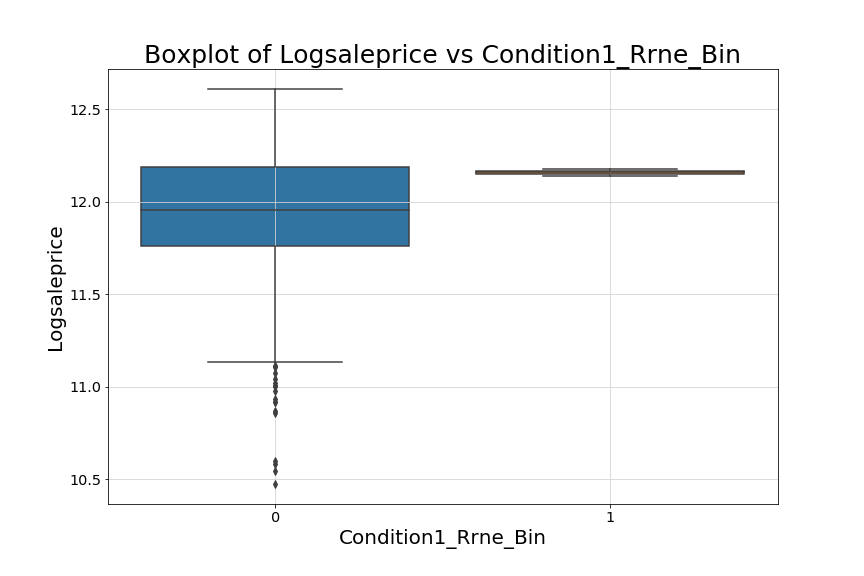 Boxplot of Logsaleprice vs Condition1_Rrne_Bin
12.5
12.0
11.5
11.0
10.5
Logsaleprice
0 1
Condition1_Rrne_Bin